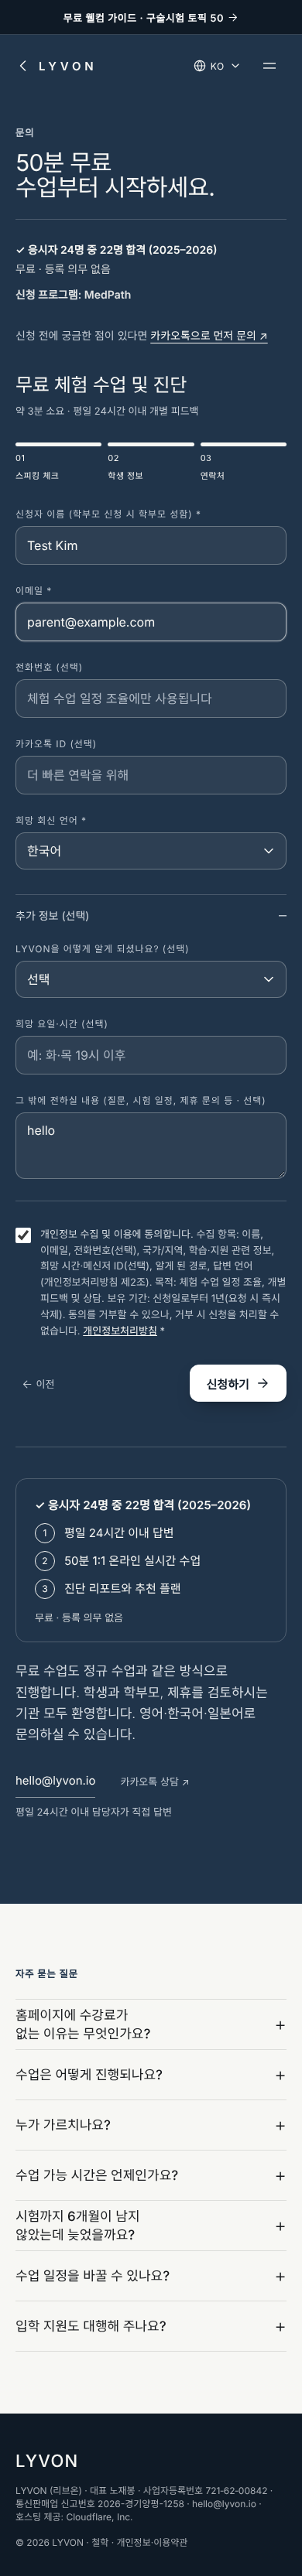 무료 웰컴 가이드 · 구술시험 토픽 50 →
LYVON
KO
문의
50분 무료
수업부터 시작하세요.
✓ 응시자 24명 중 22명 합격 (2025–2026)
무료 · 등록 의무 없음
신청 프로그램: MedPath
신청 전에 궁금한 점이 있다면 카카오톡으로 먼저 문의 ↗
무료 체험 수업 및 진단
약 3분 소요 · 평일 24시간 이내 개별 피드백
01
스피킹 체크
02
학생 정보
03
연락처
신청자 이름 (학부모 신청 시 학부모 성함) *
Test Kim
이메일 *
parent@example.com
전화번호 (선택)
체험 수업 일정 조율에만 사용됩니다
카카오톡 ID (선택)
더 빠른 연락을 위해
희망 회신 언어 *
한국어
추가 정보 (선택)
LYVON을 어떻게 알게 되셨나요? (선택)
선택
희망 요일·시간 (선택)
예: 화·목 19시 이후
그 밖에 전하실 내용 (질문, 시험 일정, 제휴 문의 등 · 선택)
hello
개인정보 수집 및 이용에 동의합니다. 수집 항목: 이름,
이메일, 전화번호(선택), 국가/지역, 학습·지원 관련 정보,
희망 시간·메신저 ID(선택), 알게 된 경로, 답변 언어
(개인정보처리방침 제2조). 목적: 체험 수업 일정 조율, 개별
피드백 및 상담. 보유 기간: 신청일로부터 1년(요청 시 즉시
삭제). 동의를 거부할 수 있으나, 거부 시 신청을 처리할 수
없습니다. 개인정보처리방침 *
← 이전
신청하기 →
✓ 응시자 24명 중 22명 합격 (2025–2026)
1 평일 24시간 이내 답변
2 50분 1:1 온라인 실시간 수업
3 진단 리포트와 추천 플랜
무료 · 등록 의무 없음
무료 수업도 정규 수업과 같은 방식으로
진행합니다. 학생과 학부모, 제휴를 검토하시는
기관 모두 환영합니다. 영어·한국어·일본어로
문의하실 수 있습니다.
hello@lyvon.io
카카오톡 상담 ↗
평일 24시간 이내 담당자가 직접 답변
자주 묻는 질문
홈페이지에 수강료가
없는 이유는 무엇인가요?
수업은 어떻게 진행되나요?
누가 가르치나요?
수업 가능 시간은 언제인가요?
시험까지 6개월이 남지
않았는데 늦었을까요?
수업 일정을 바꿀 수 있나요?
입학 지원도 대행해 주나요?
LYVON
LYVON (리브온) · 대표 노재봉 · 사업자등록번호 721-62-00842 ·
통신판매업 신고번호 2026-경기양평-1258 · hello@lyvon.io ·
호스팅 제공: Cloudflare, Inc.
© 2026 LYVON · 철학 · 개인정보·이용약관